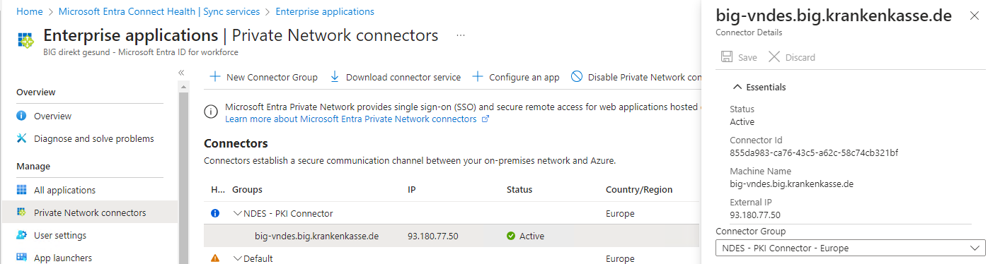 Home > Microsoft Entra Connect Health | Sync services > Enterprise applications
Enterprise applications | Private Network connectors ...
BIG direkt gesund - Microsoft Entra ID for workforce
Overview
Overview
Diagnose and solve problems
Manage
All applications
Private Network connectors
User settings
App launchers
New Connector Group
Download connector service
Configure an app
Disable Private Network con
Microsoft Entra Private Network provides single sign-on (SSO) and secure remote access for web applications hosted
Learn more about Microsoft Entra Private Network connectors
Connectors
Connectors establish a secure communication channel between your on-premises network and Azure.
H... Groups IP Status Country/Region
NDES - PKI Connector Europe
big-vndes.big.krankenkasse.de 93.180.77.50 Active
Default Europe
big-vndes.big.krankenkasse.de
Connector Details
Save Discard
Essentials
Status
Active
Connector Id
855da983-ca76-43c5-a62c-58c74cb321bf
Machine Name
big-vndes.big.krankenkasse.de
External IP
93.180.77.50
Connector Group
NDES - PKI Connector - Europe